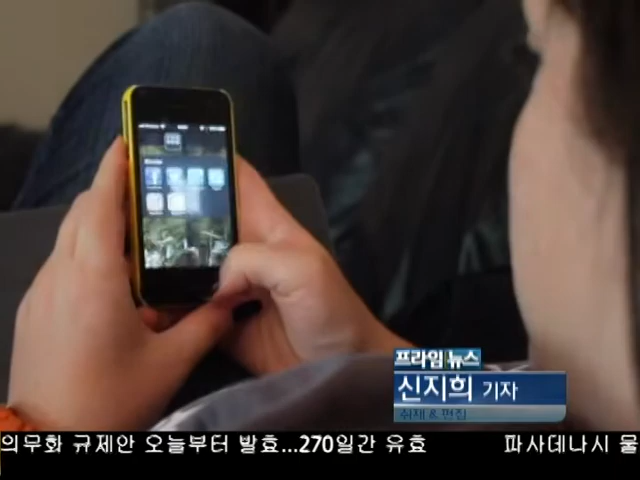 프라임 뉴스
신지희 기자
취재 & 편집
의무화 규제안 오늘부터 발효...270일간 유효 파사데나시 물